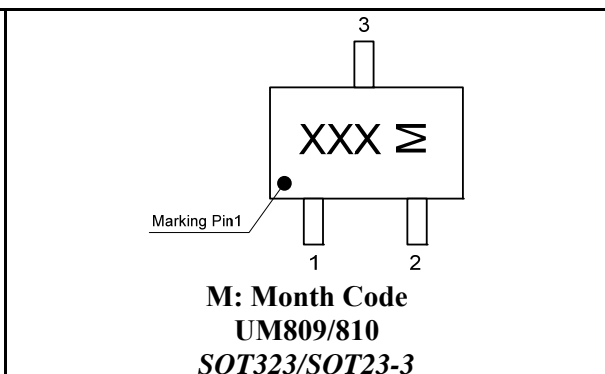 3
XXX M
Marking Pin1
1 2
M: Month Code
UM809/810
SOT323/SOT23-3